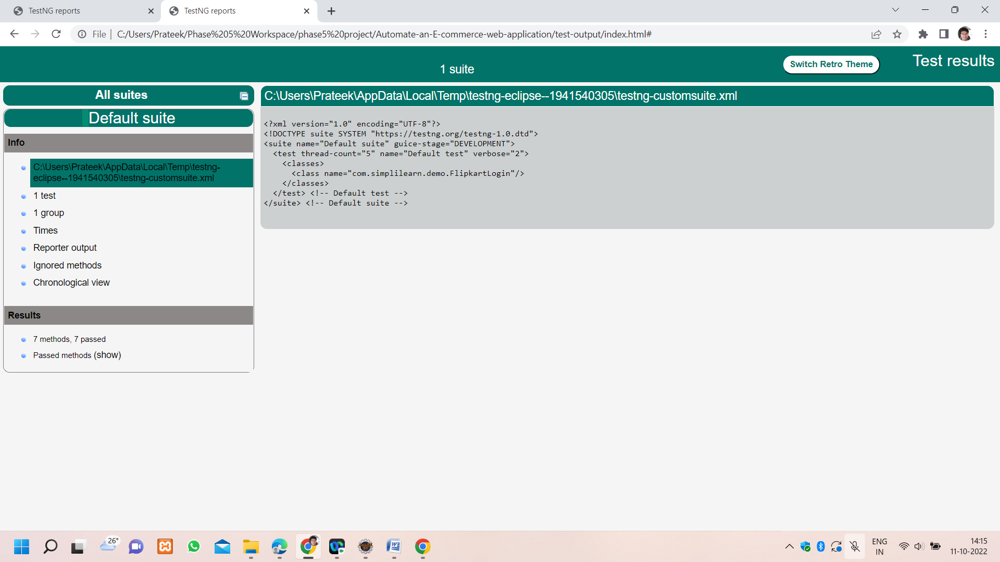 TestNG reports
TestNG reports
File
C:/Users/Prateek/Phase%205%20Workspace/phase5%20project/Automate-an-E-commerce-web-application/test-output/index.html#
1 suite
Switch Retro Theme
Test results
All suites
Default suite
Info
C:\Users\Prateek\AppData\Local\Temp\testng-
eclipse--1941540305\testng-customsuite.xml
1 test
1 group
Times
Reporter output
Ignored methods
Chronological view
Results
7 methods, 7 passed
Passed methods (show)
C:\Users\Prateek\AppData\Local\Temp\testng-eclipse--1941540305\testng-customsuite.xml
<?xml version="1.0" encoding="UTF-8"?>
<!DOCTYPE suite SYSTEM "https://testng.org/testng-1.0.dtd">
<suite name="Default suite" guice-stage="DEVELOPMENT">
  <test thread-count="5" name="Default test" verbose="2">
    <classes>
      <class name="com.simplilearn.demo.FlipkartLogin"/>
    </classes>
  </test> <!-- Default test -->
</suite> <!-- Default suite -->
26°
ENG
IN
14:15
11-10-2022